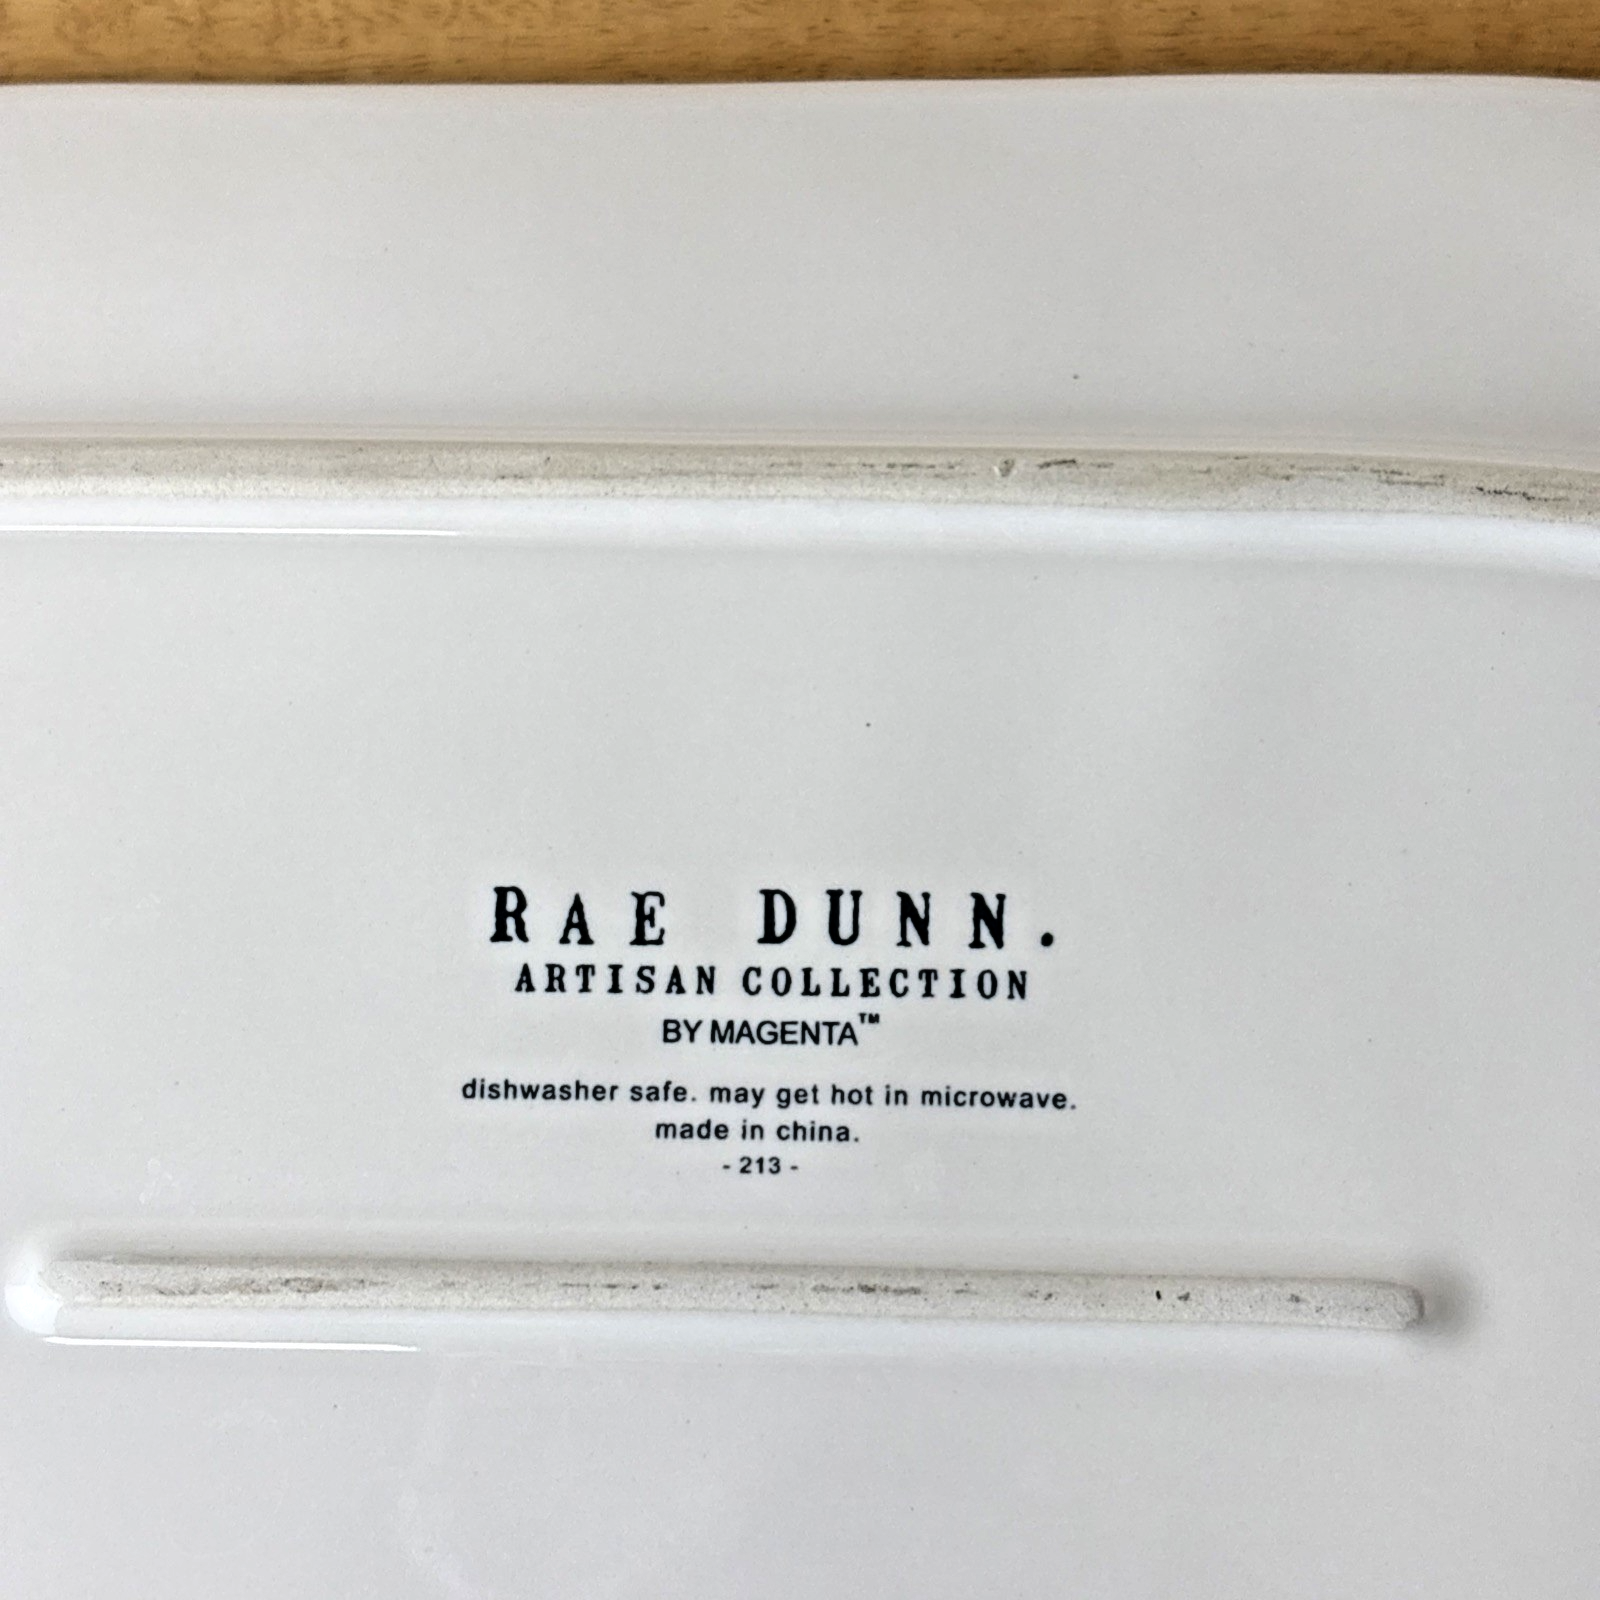 RAE DUNN.
ARTISAN COLLECTION
BY MAGENTA™
dishwasher safe. may get hot in microwave.
made in china.
- 213 -